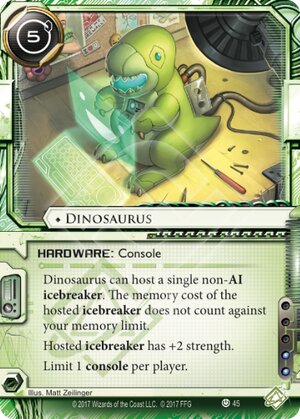 5
◆ DINOSAURUS
HARDWARE: Console
Dinosaurus can host a single non-AI
icebreaker. The memory cost of the
hosted icebreaker does not count against
your memory limit.
Hosted icebreaker has +2 strength.
Limit 1 console per player.
Illus. Matt Zeilinger
© 2017 Wizards of the Coast LLC. © 2017 FFG
45